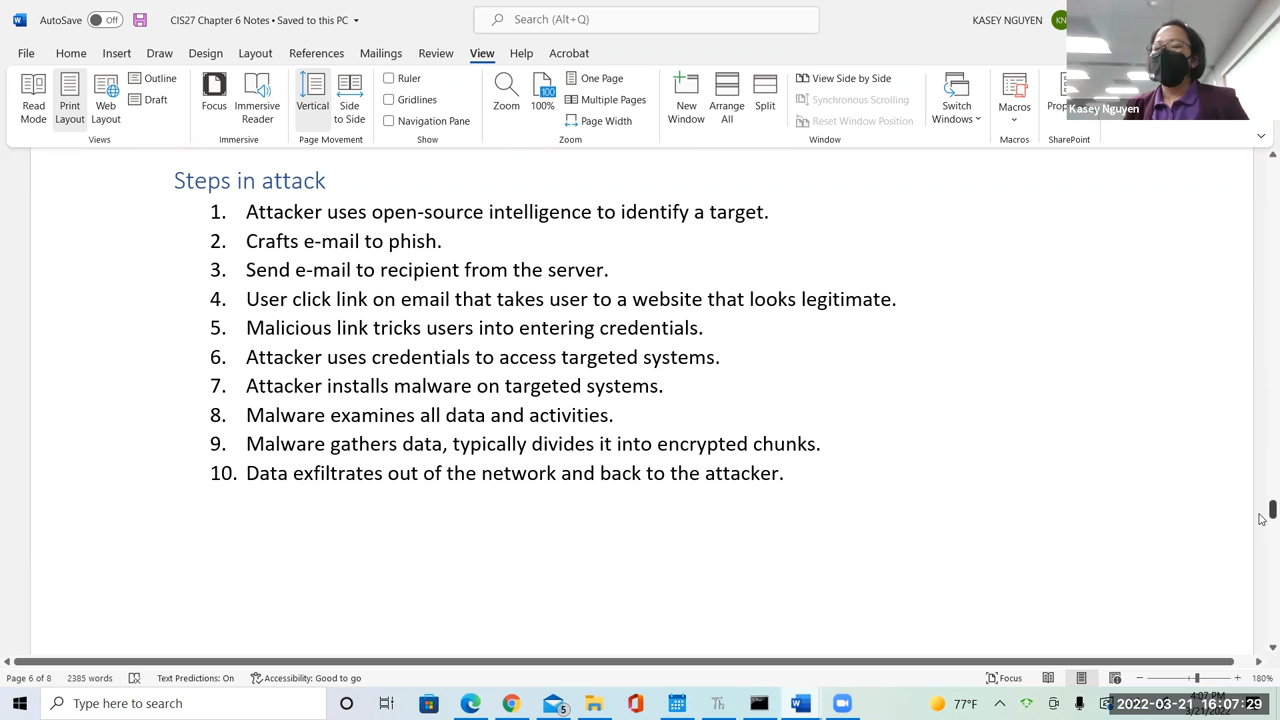 AutoSave Off CIS27 Chapter 6 Notes • Saved to this PC Search (Alt+Q) KASEY NGUYEN KN
File Home Insert Draw Design Layout References Mailings Review View Help Acrobat
Read Mode Print Layout Web Layout Outline Draft
Focus Immersive Reader
Vertical Side to Side
Ruler Gridlines Navigation Pane
Zoom 100% One Page Multiple Pages Page Width
New Window Arrange All Split View Side by Side Synchronous Scrolling Reset Window Position Switch Windows
Macros
Views Immersive Page Movement Show Zoom Window Macros SharePoint
Kasey Nguyen
Steps in attack
1. Attacker uses open-source intelligence to identify a target.
2. Crafts e-mail to phish.
3. Send e-mail to recipient from the server.
4. User click link on email that takes user to a website that looks legitimate.
5. Malicious link tricks users into entering credentials.
6. Attacker uses credentials to access targeted systems.
7. Attacker installs malware on targeted systems.
8. Malware examines all data and activities.
9. Malware gathers data, typically divides it into encrypted chunks.
10. Data exfiltrates out of the network and back to the attacker.
Page 6 of 8 2385 words Text Predictions: On Accessibility: Good to go Focus 180%
Type here to search 5 Th 77°F 4:07 PM
2022-03-21 16:07:29
3/21/2022